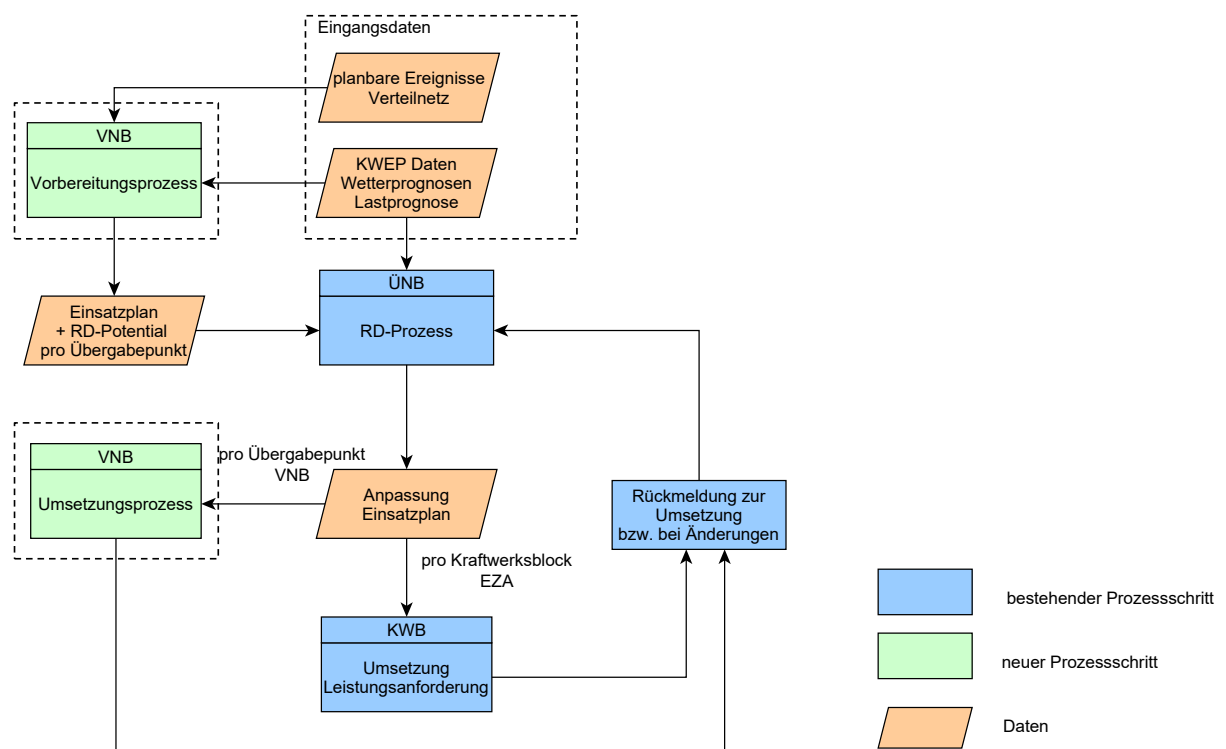 Eingangsdaten
planbare Ereignisse
Verteilnetz
VNB
Vorbereitungsprozess
KWEP Daten
Wetterprognosen
Lastprognose
ÜNB
RD-Prozess
Einsatzplan
+ RD-Potential
pro Übergabepunkt
VNB
Umsetzungsprozess
pro Übergabepunkt
VNB
Anpassung
Einsatzplan
Rückmeldung zur
Umsetzung
bzw. bei Änderungen
pro Kraftwerksblock
EZA
KWB
Umsetzung
Leistungsanforderung
bestehender Prozessschritt
neuer Prozessschritt
Daten